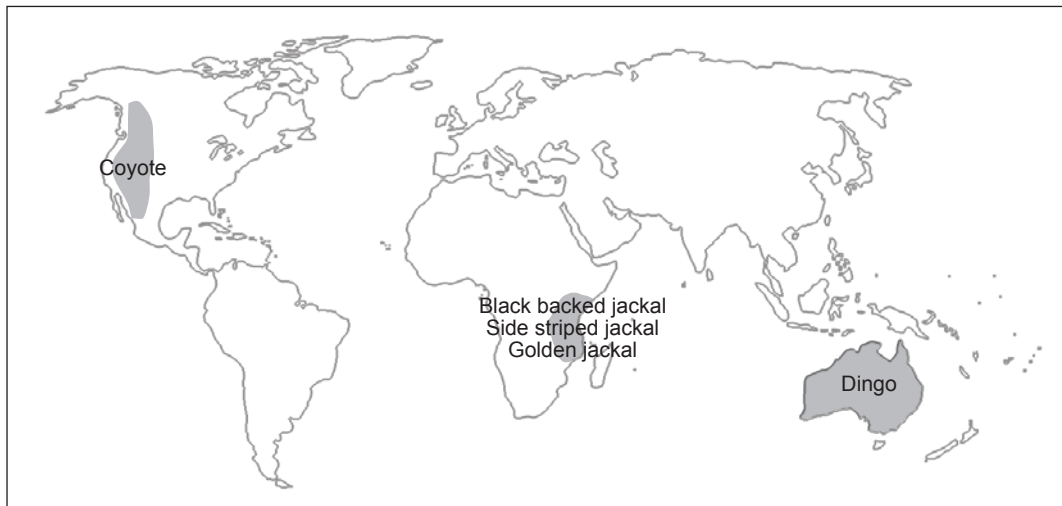 Coyote
Black backed jackal
Side striped jackal
Golden jackal
Dingo